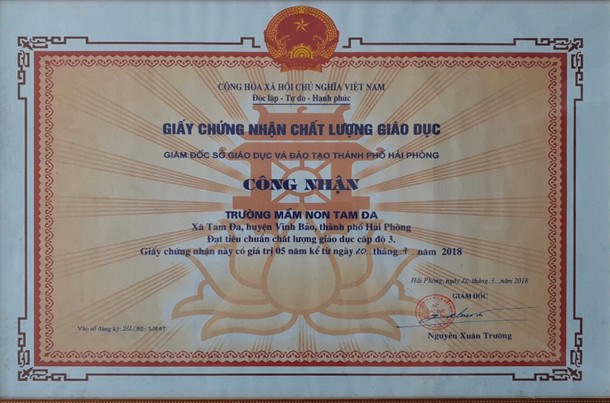 CỘNG HÒA XÃ HỘI CHỦ NGHĨA VIỆT NAM
Độc lập - Tự do - Hạnh phúc
GIẤY CHỨNG NHẬN CHẤT LƯỢNG GIÁO DỤC
GIÁM ĐỐC SỞ GIÁO DỤC VÀ ĐÀO TẠO THÀNH PHỐ HẢI PHÒNG
CÔNG NHẬN
TRƯỜNG MẦM NON TAM ĐA
Xã Tam Đa, huyện Vĩnh Bảo, thành phố Hải Phòng
Đạt tiêu chuẩn chất lượng giáo dục cấp độ 3.
Giấy chứng nhận này có giá trị 05 năm kể từ ngày 20 tháng năm 2018
Hải Phòng, ngày tháng năm 2018
GIÁM ĐỐC
Vào sổ đăng ký:
Nguyễn Xuân Trường